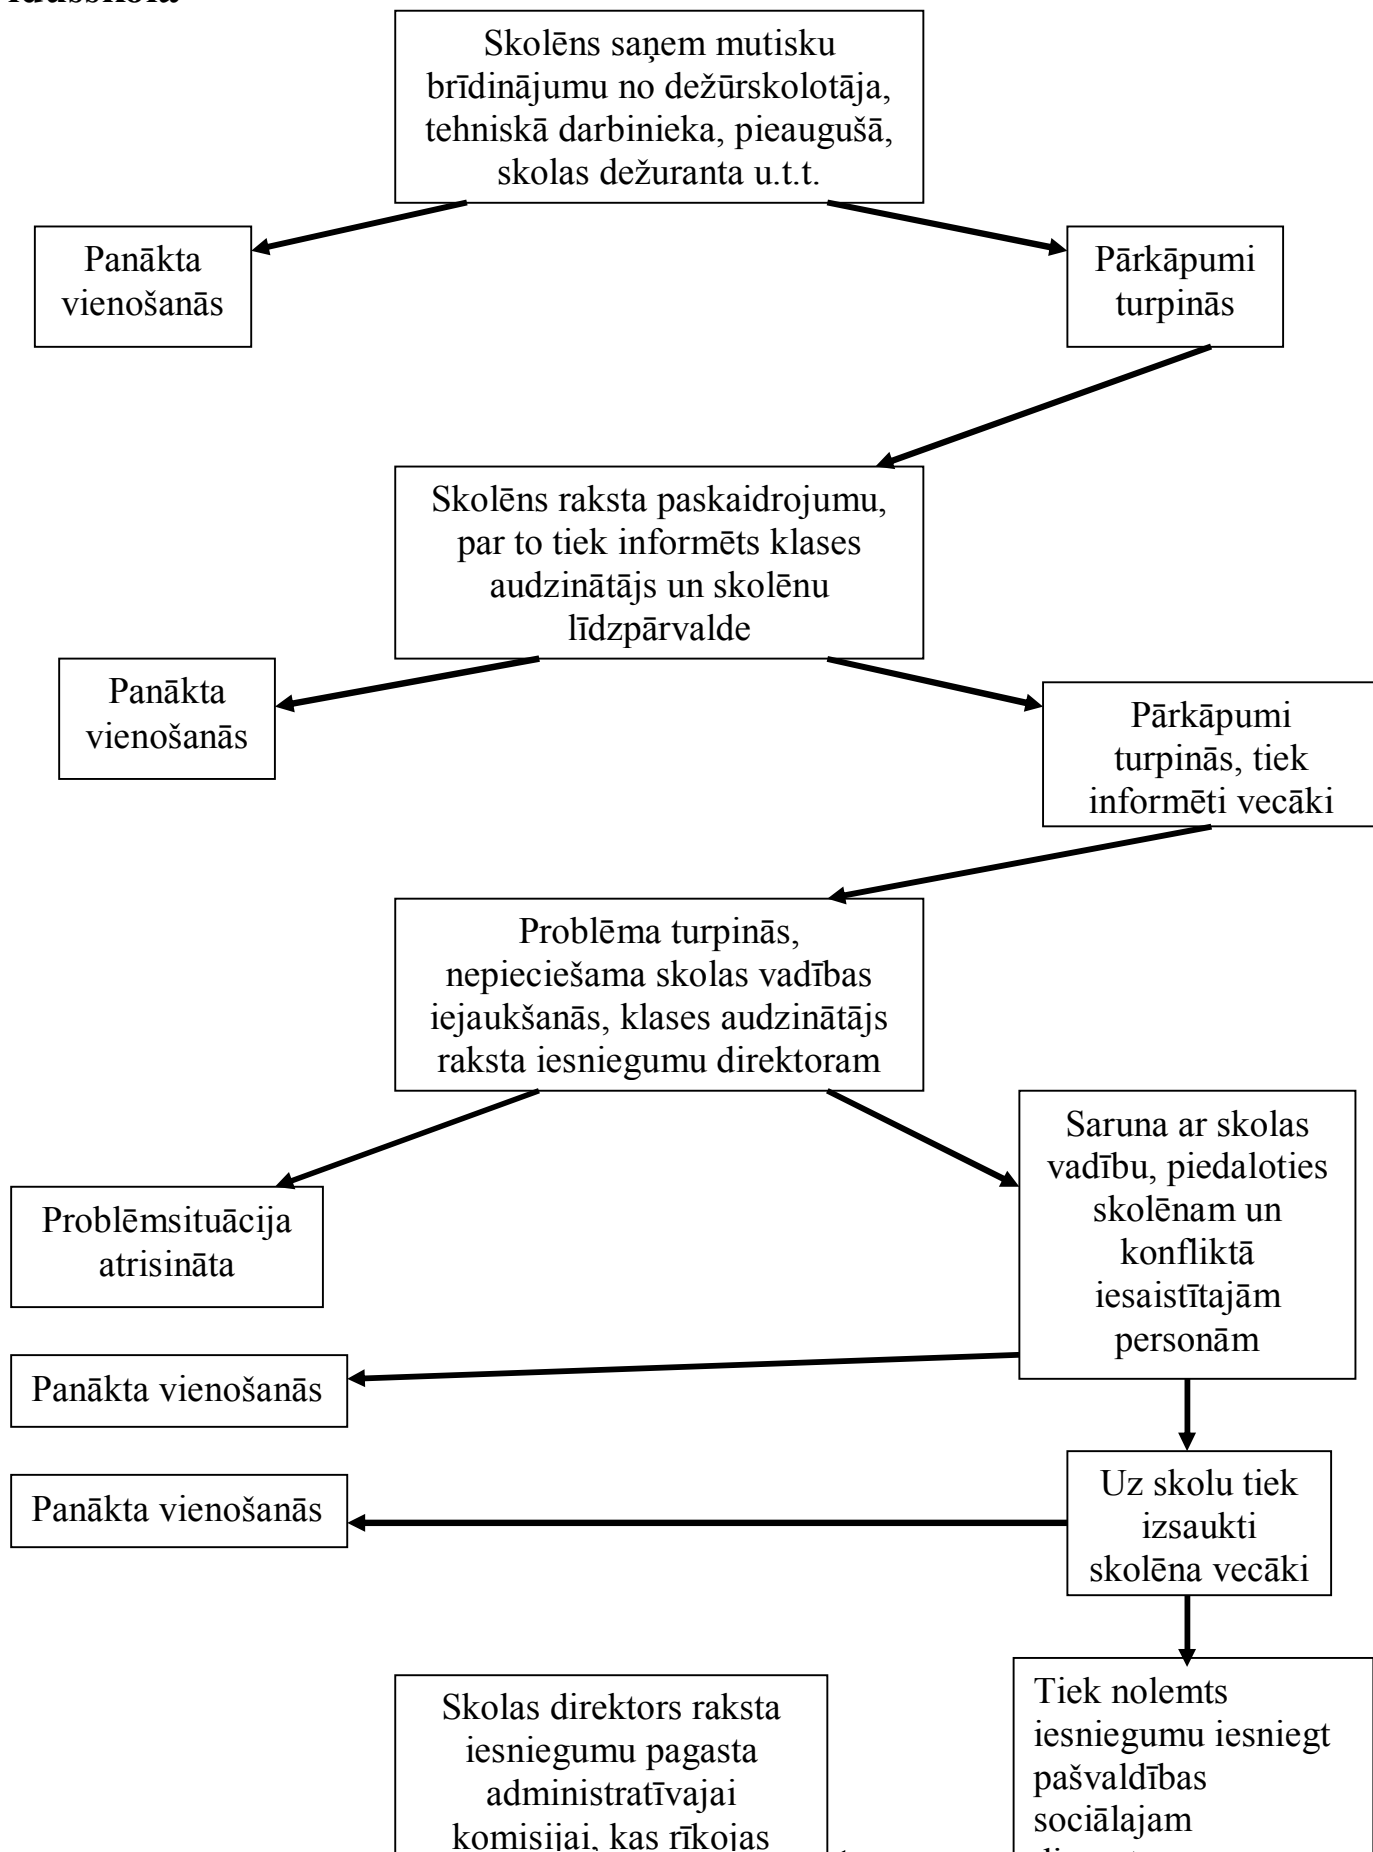 Skolēns saņem mutisku
brīdinājumu no dežūrskolotāja,
tehniskā darbinieka, pieaugušā,
skolas dežuranta u.t.t.
Panākta
vienošanās
Pārkāpumi
turpinās
Skolēns raksta paskaidrojumu,
par to tiek informēts klases
audzinātājs un skolēnu
līdzpārvalde
Panākta
vienošanās
Pārkāpumi
turpinās, tiek
informēti vecāki
Problēma turpinās,
nepieciešama skolas vadības
iejaukšanās, klases audzinātājs
raksta iesniegumu direktoram
Saruna ar skolas
vadību, piedaloties
skolēnam un
konfliktā
iesaistītajām
personām
Problēmsituācija
atrisināta
Panākta vienošanās
Uz skolu tiek
izsaukti
skolēna vecāki
Panākta vienošanās
Tiek nolemts
iesniegumu iesniegt
pašvaldības
sociālajam
Skolas direktors raksta
iesniegumu pagasta
administratīvajai
komisijai, kas rīkojas